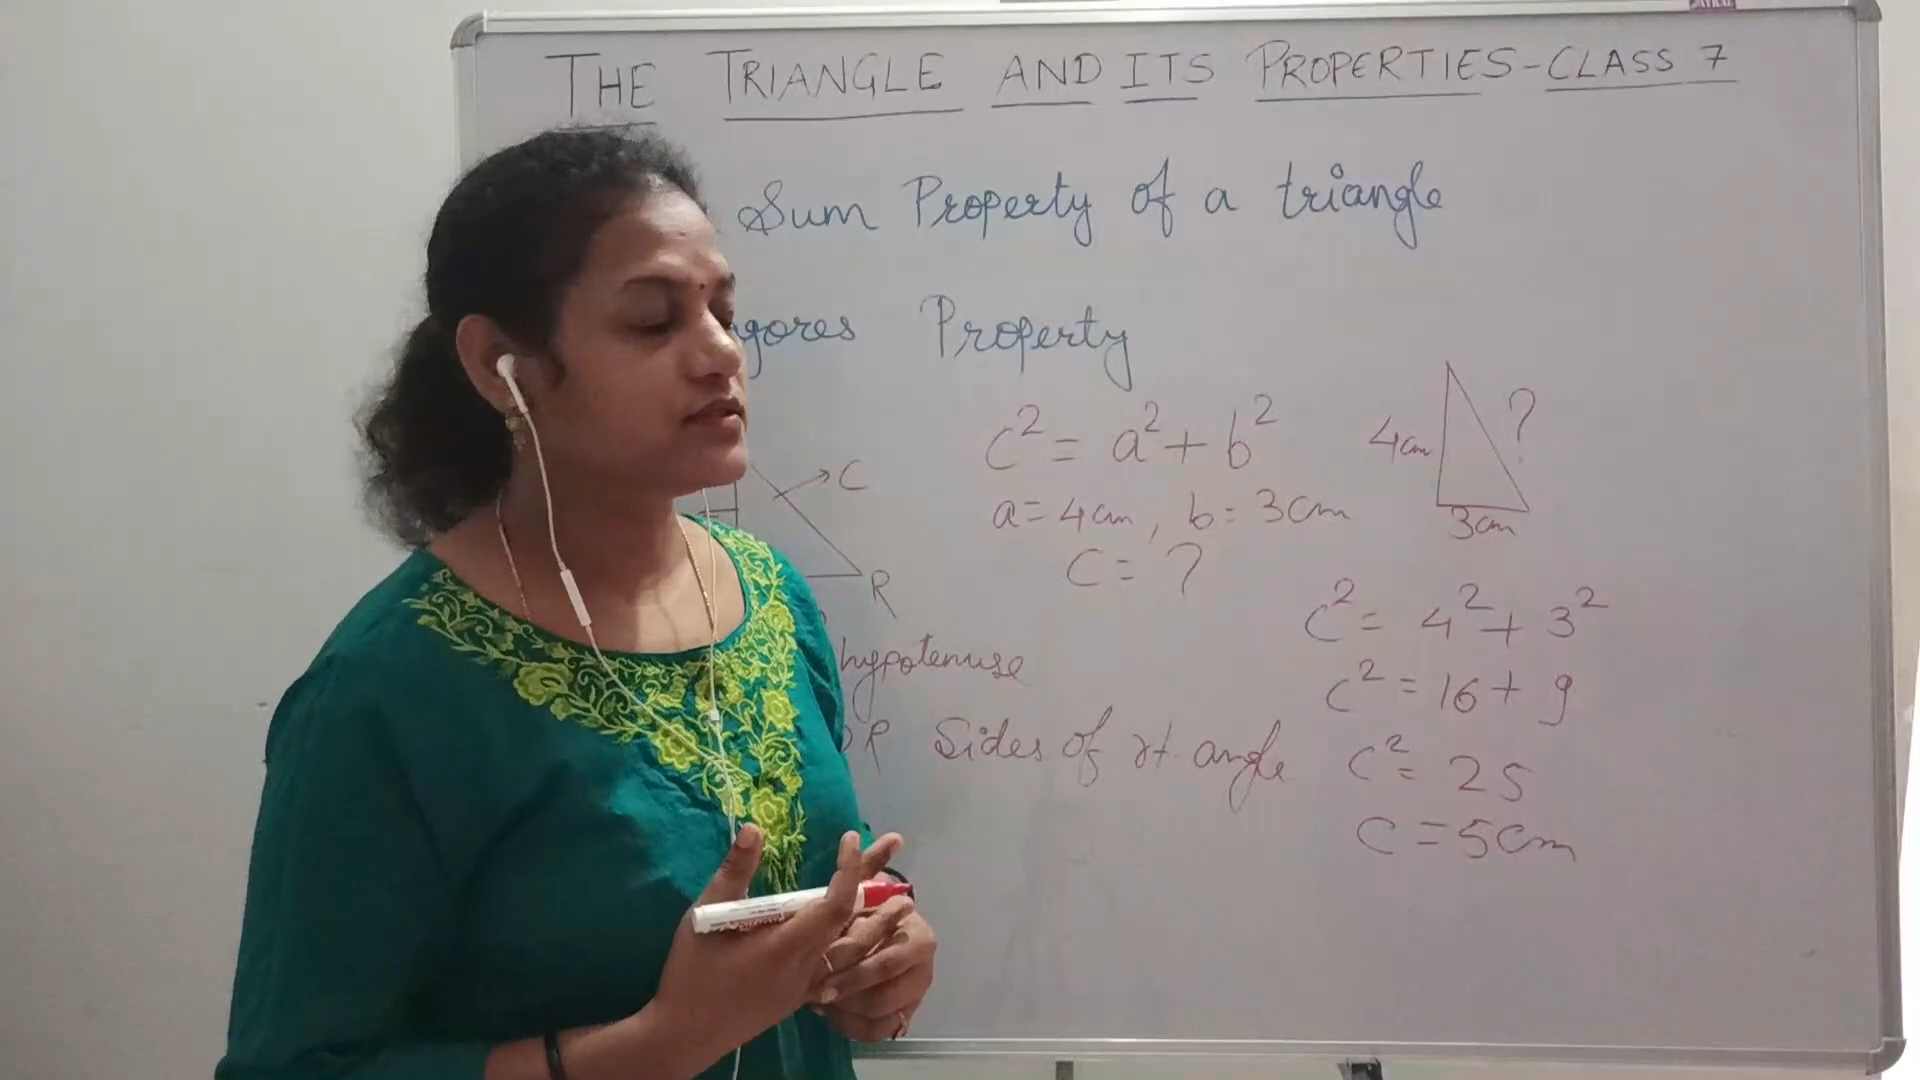 THE TRIANGLE AND ITS PROPERTIES-CLASS 7
Sum Property of a triangle
gores Property
c² = a² + b²
4cm ?
C
a = 4cm, b = 3cm
3cm
C = ?
R
c² = 4² + 3²
hypotenuse
c² = 16 + 9
Sides of rt. angle
c² = 25
C = 5cm